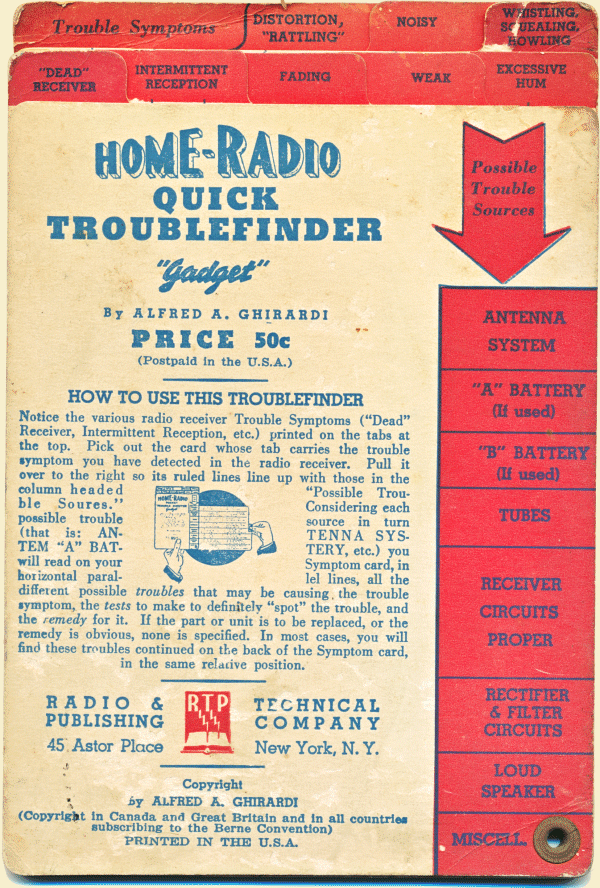 Trouble Symptoms
DISTORTION,
"RATTLING"
NOISY
WHISTLING,
SQUEALING,
HOWLING
"DEAD"
RECEIVER
INTERMITTENT
RECEPTION
FADING
WEAK
EXCESSIVE
HUM
HOME-RADIO
QUICK
TROUBLEFINDER
"Gadget"
By ALFRED A. GHIRARDI
PRICE 50c
(Postpaid in the U.S.A.)
HOW TO USE THIS TROUBLEFINDER
Notice the various radio receiver Trouble Symptoms ("Dead"
Receiver, Intermittent Reception, etc.) printed on the tabs at
the top. Pick out the card whose tab carries the trouble
symptom you have detected in the radio receiver. Pull it
over to the right so its ruled lines line up with those in the
column headed "Possible Trou-
ble Soures." Considering each
possible trouble source in turn
(that is: AN- TENNA SYS-
TEM "A" BAT- TERY, etc.) you
will read on your Symptom card, in
horizontal paral- lel lines, all the
different possible troubles that may be causing the trouble
symptom, the tests to make to definitely "spot" the trouble, and
the remedy for it. If the part or unit is to be replaced, or the
remedy is obvious, none is specified. In most cases, you will
find these troubles continued on the back of the Symptom card,
in the same relative position.
HOME-RADIO
RADIO & TECHNICAL
PUBLISHING COMPANY
45 Astor Place New York, N. Y.
R.T.P
Copyright
by ALFRED A. GHIRARDI
(Copyright in Canada and Great Britain and in all countries
subscribing to the Berne Convention)
PRINTED IN THE U.S.A.
Possible
Trouble
Sources
ANTENNA
SYSTEM
"A" BATTERY
(If used)
"B" BATTERY
(If used)
TUBES
RECEIVER
CIRCUITS
PROPER
RECTIFIER
& FILTER
CIRCUITS
LOUD
SPEAKER
MISCELL.